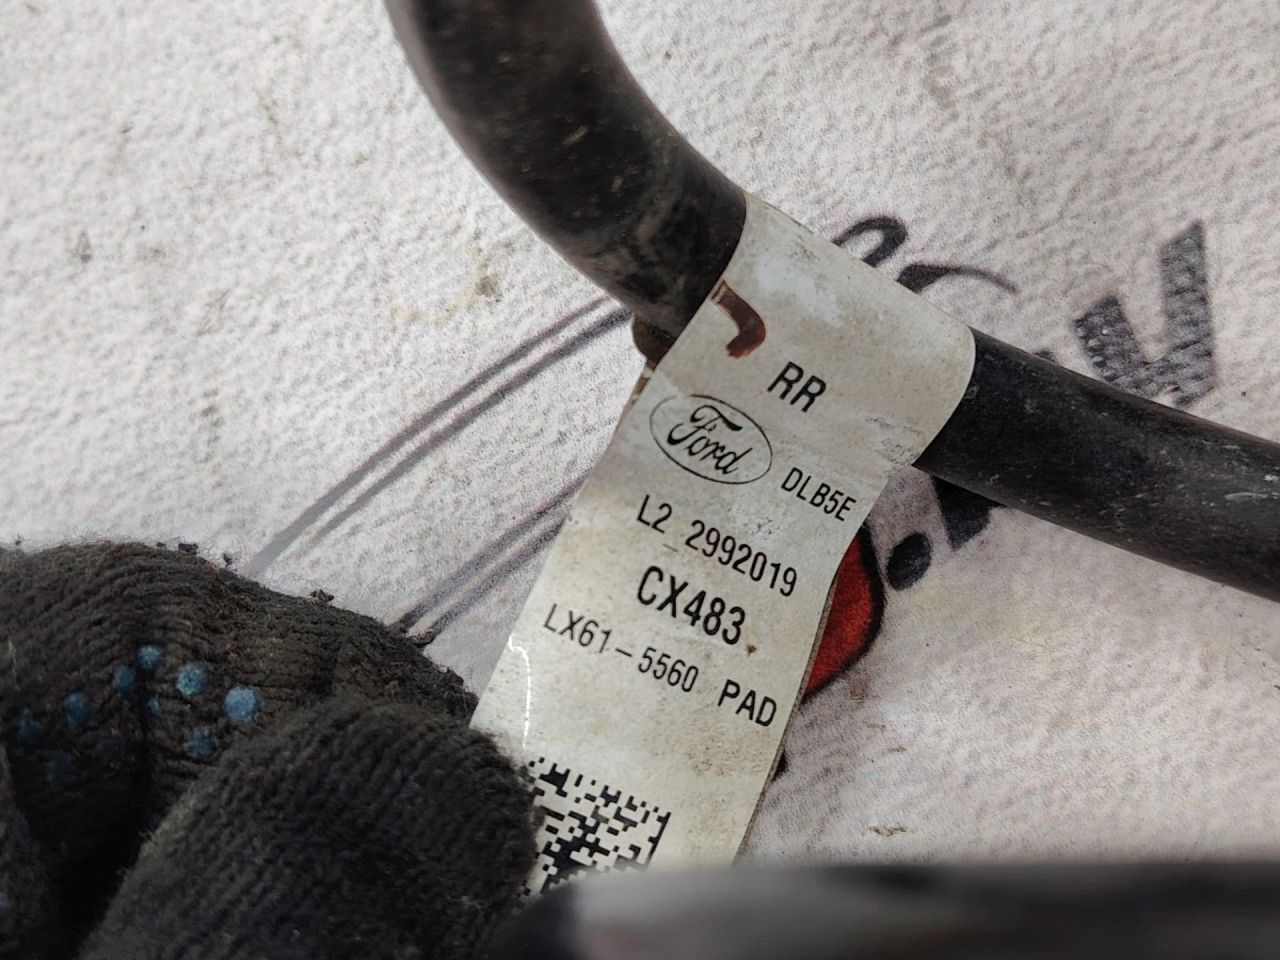 RR
Ford DLB5E
L2 2992019
CX483
LX61-5560 PAD